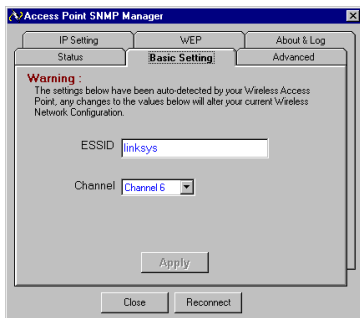 Access Point SNMP Manager
IP Setting
WEP
About & Log
Status
Basic Setting
Advanced
Warning :
The settings below have been auto-detected by your Wireless Access
Point, any changes to the values below will alter your current Wireless
Network Configuration.
ESSID
linksys
Channel
Channel 6
Apply
Close
Reconnect